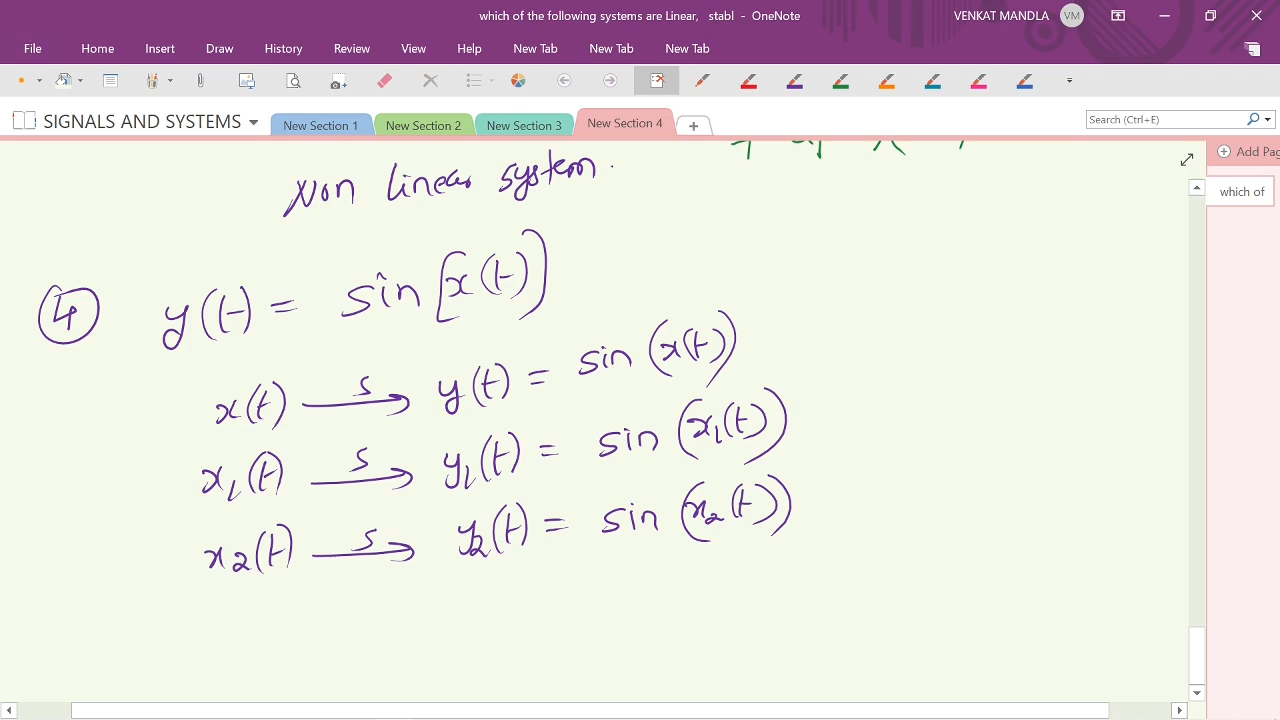 which of the following systems are Linear, stabl - OneNote
VENKAT MANDLA VM
File Home Insert Draw History Review View Help New Tab New Tab New Tab
SIGNALS AND SYSTEMS New Section 1 New Section 2 New Section 3 New Section 4
Search (Ctrl+E)
Add Pag
which of
Non linear system.
④ y(t) = sin[x(t)]
x(t) —S→ y(t) = sin(x(t))
x₁(t) —S→ y₁(t) = sin(x₁(t))
x₂(t) —S→ y₂(t) = sin(x₂(t))